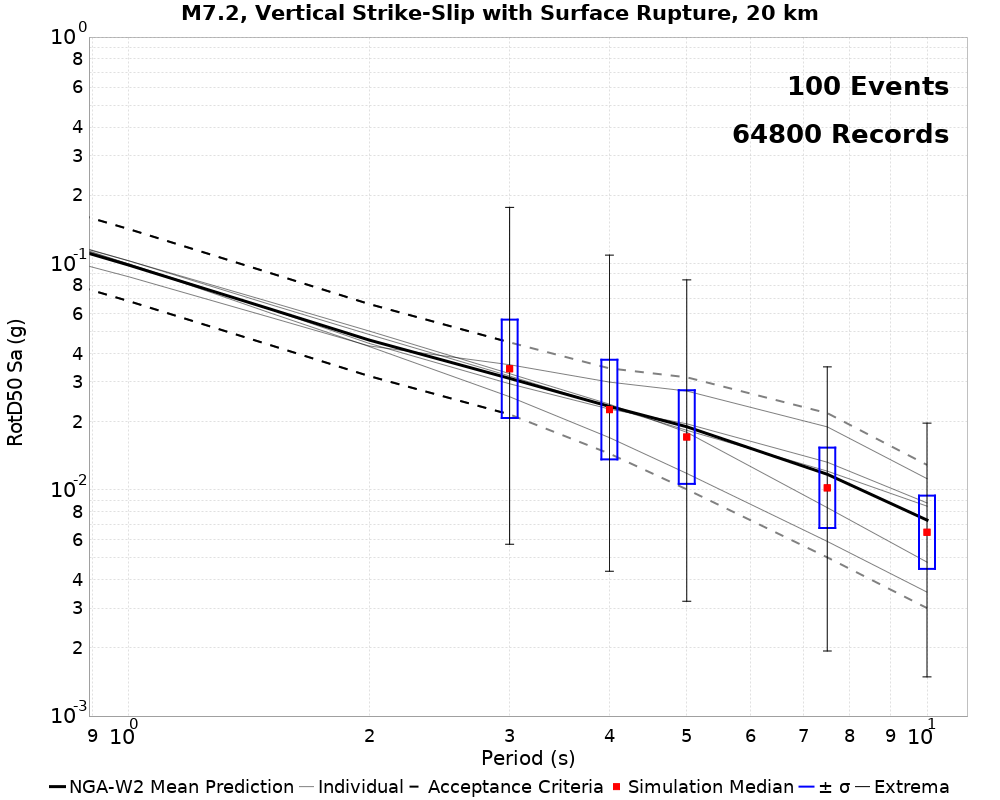 M7.2, Vertical Strike-Slip with Surface Rupture, 20 km
100 Events
64800 Records
RotD50 Sa (g)
10^0
8
6
4
3
2
10^-1
8
6
4
3
2
10^-2
8
6
4
3
2
10^-3
9 10^0 2 3 4 5 6 7 8 9 10^1
Period (s)
NGA-W2 Mean Prediction Individual Acceptance Criteria Simulation Median ± σ Extrema